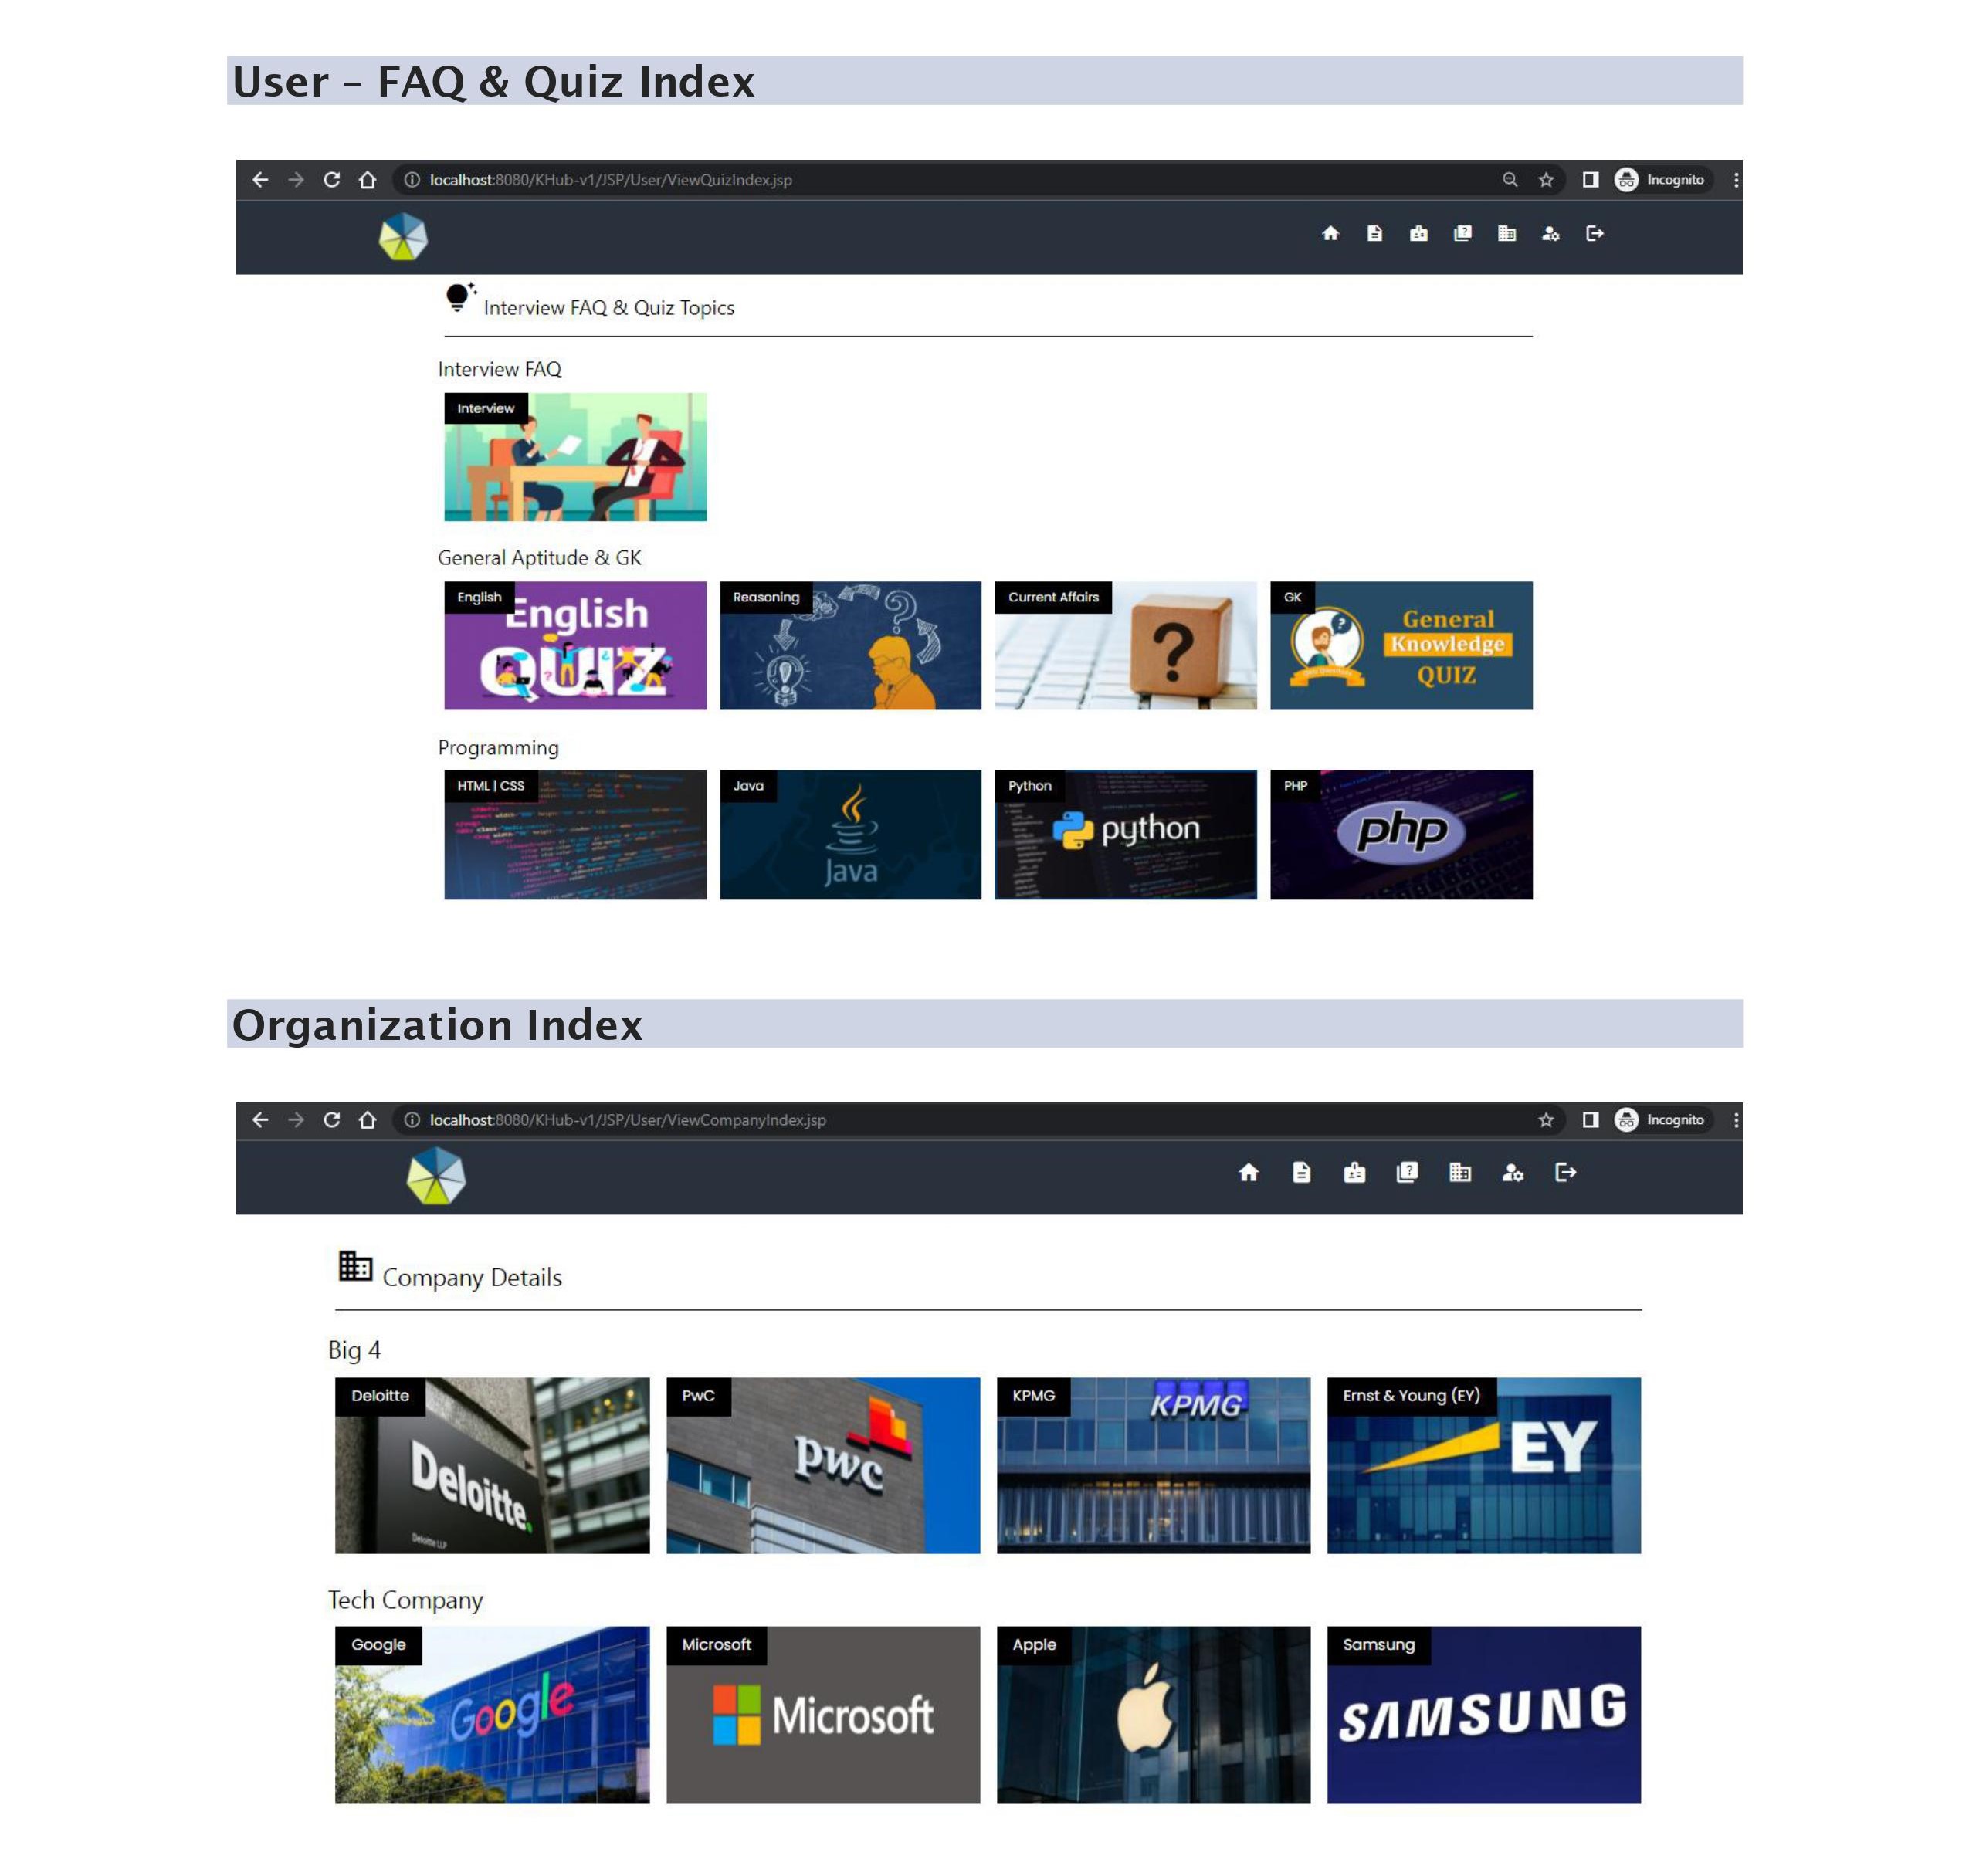 User – FAQ & Quiz Index
localhost:8080/KHub-v1/JSP/User/ViewQuizIndex.jsp
Incognito
Interview FAQ & Quiz Topics
Interview FAQ
Interview
General Aptitude & GK
English
English
QUIZ
Reasoning
?
Current Affairs
?
GK
?
General
Knowledge
QUIZ
Programming
HTML | CSS
Java
Java
Python
python
PHP
php
Organization Index
localhost:8080/KHub-v1/JSP/User/ViewCompanyIndex.jsp
Incognito
Company Details
Big 4
Deloitte
Deloitte.
Deloitte LLP
PwC
pwc
KPMG
KPMG
Ernst & Young (EY)
EY
Tech Company
Google
Google
Microsoft
Microsoft
Apple
Samsung
SAMSUNG